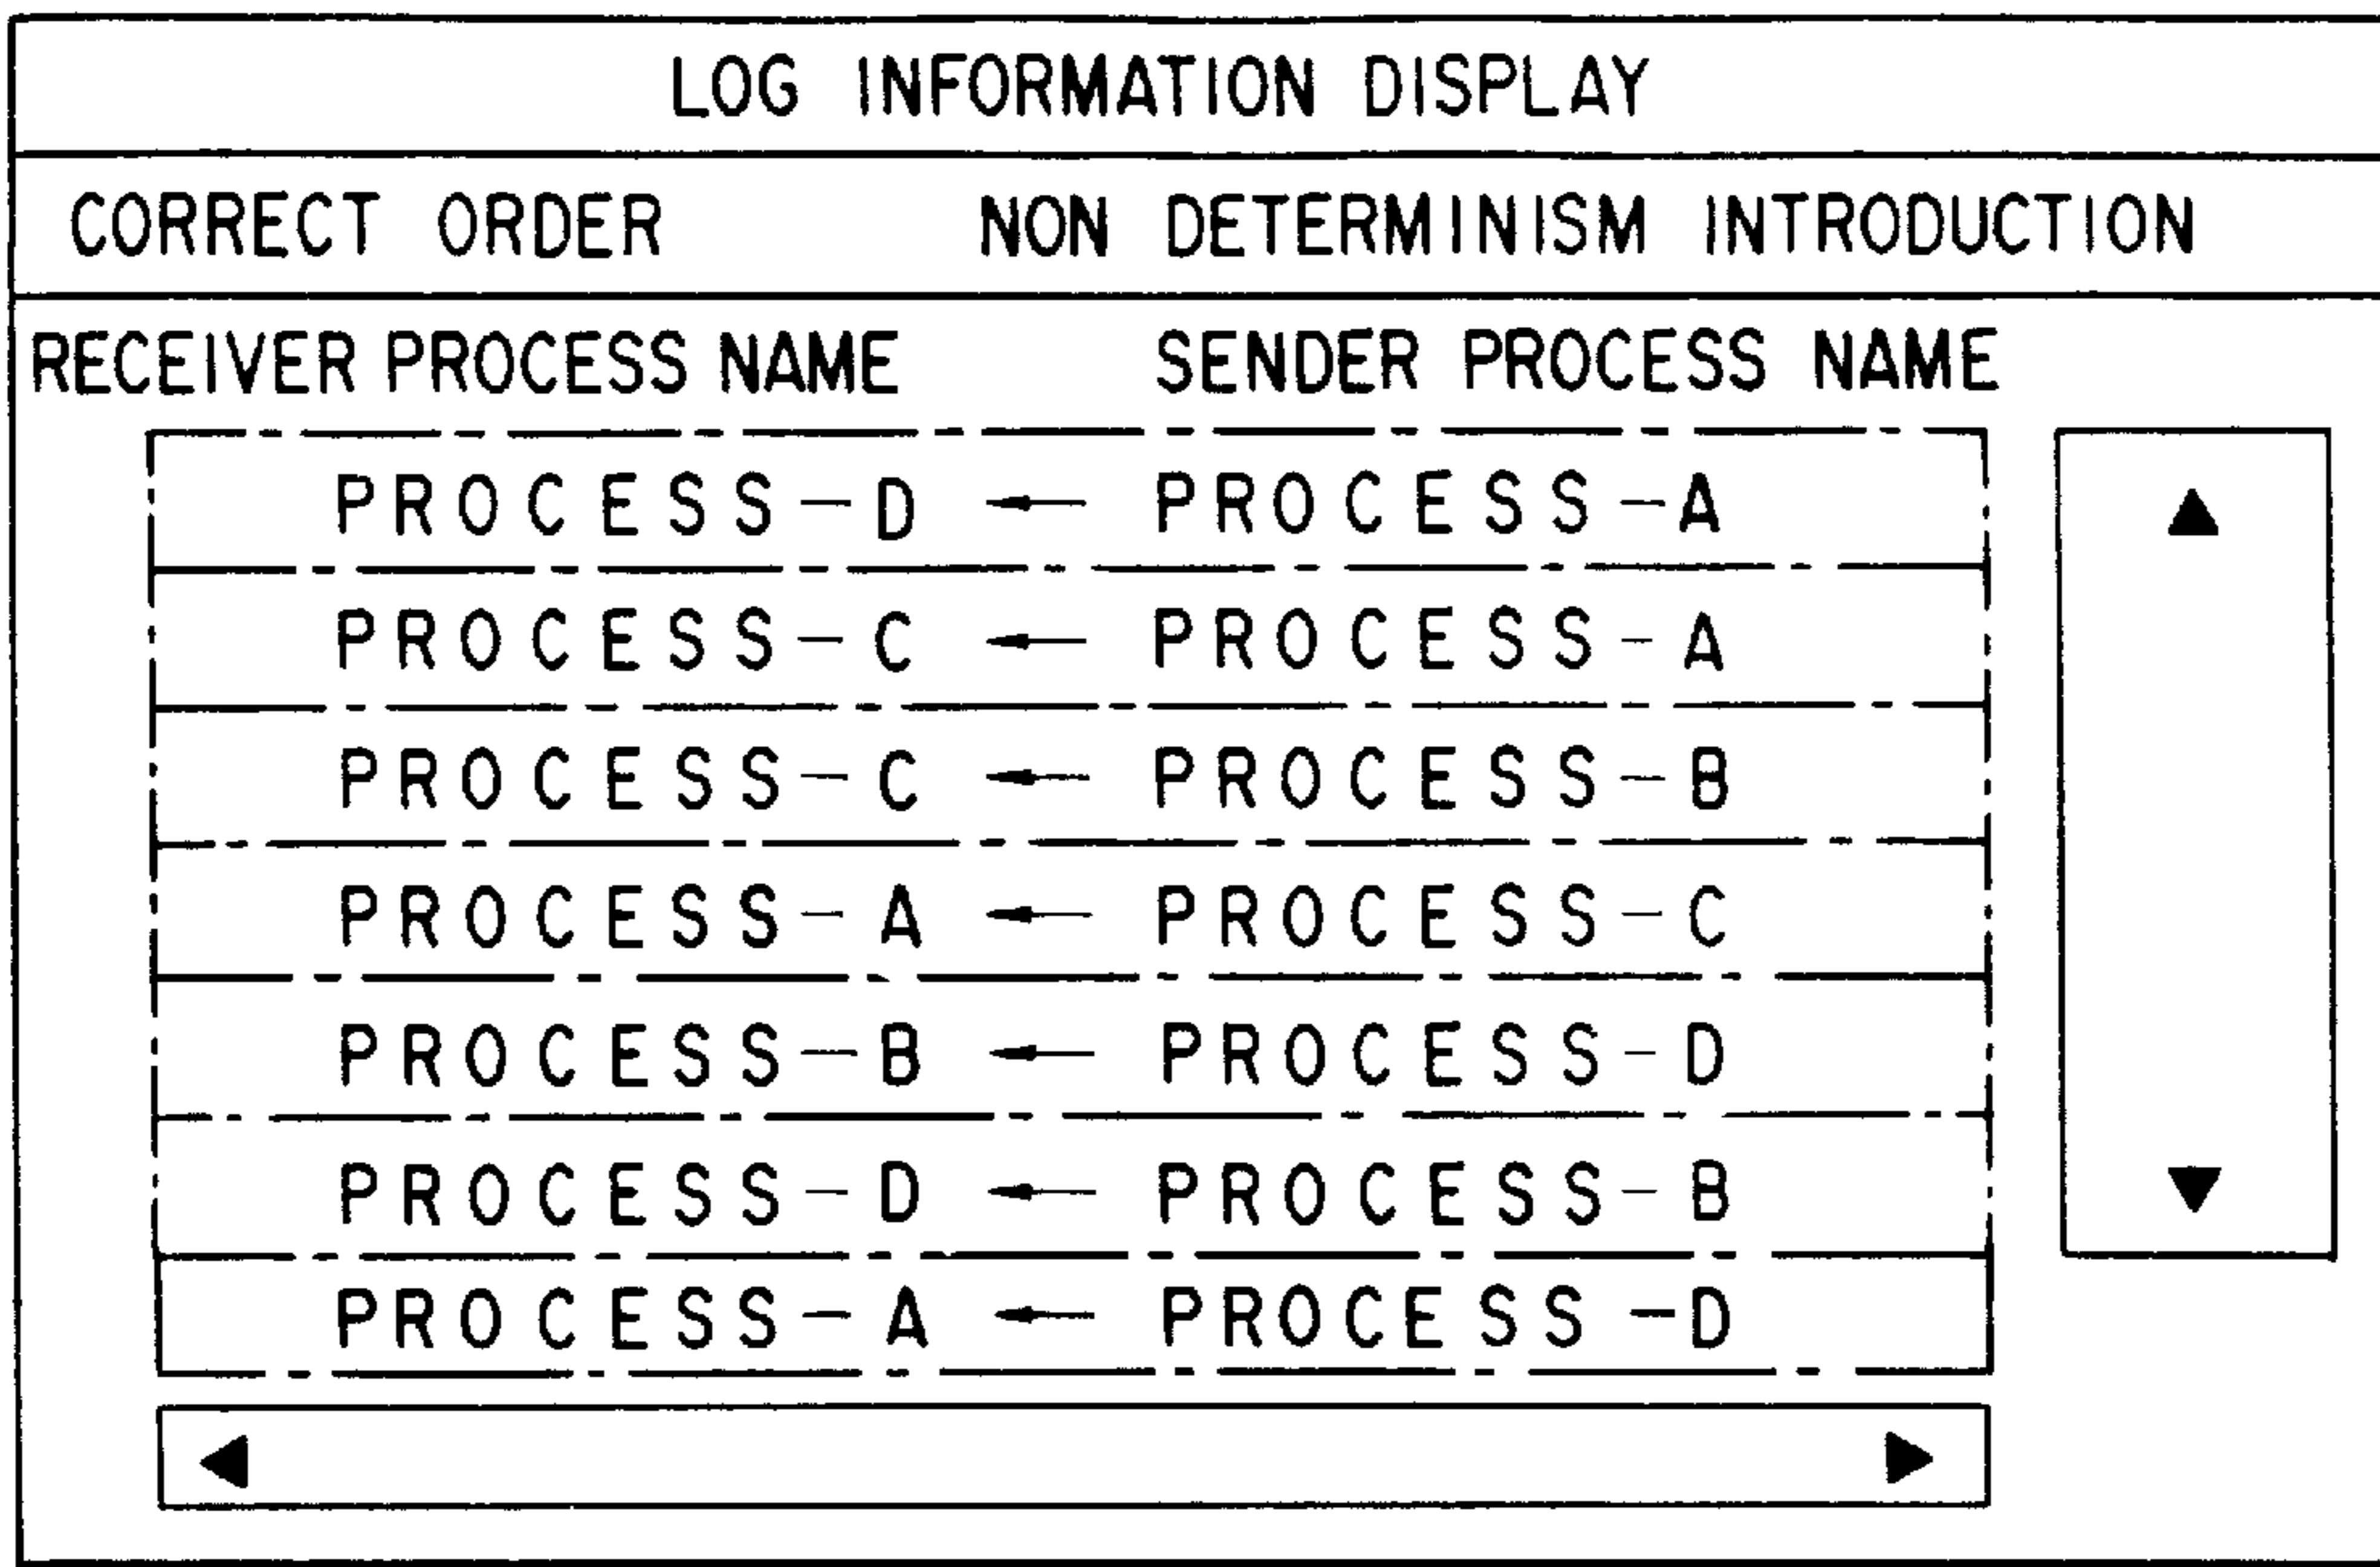 LOG INFORMATION DISPLAY
CORRECT ORDER NON DETERMINISM INTRODUCTION
RECEIVER PROCESS NAME SENDER PROCESS NAME
PROCESS-D ← PROCESS-A
PROCESS-C ← PROCESS-A
PROCESS-C ← PROCESS-B
PROCESS-A ← PROCESS-C
PROCESS-B ← PROCESS-D
PROCESS-D ← PROCESS-B
PROCESS-A ← PROCESS-D